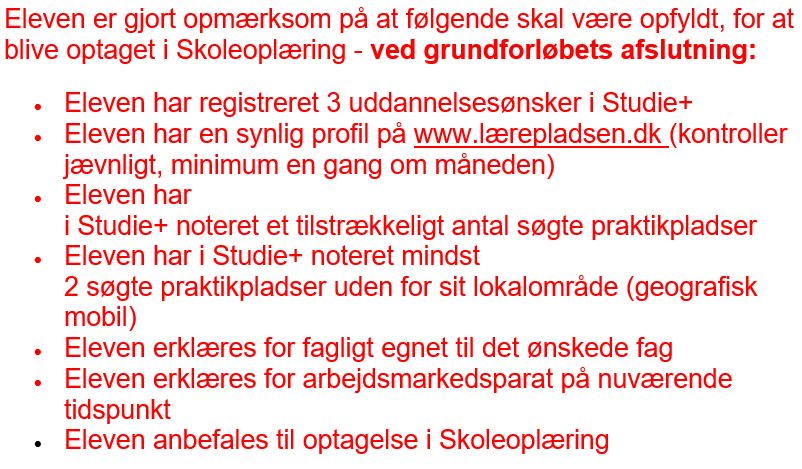 Eleven er gjort opmærksom på at følgende skal være opfyldt, for at
blive optaget i Skoleoplæring - ved grundforløbets afslutning:
• Eleven har registreret 3 uddannelsesønsker i Studie+
• Eleven har en synlig profil på www.lærepladsen.dk (kontroller
jævnligt, minimum en gang om måneden)
• Eleven har
i Studie+ noteret et tilstrækkeligt antal søgte praktikpladser
• Eleven har i Studie+ noteret mindst
2 søgte praktikpladser uden for sit lokalområde (geografisk
mobil)
• Eleven erklæres for fagligt egnet til det ønskede fag
• Eleven erklæres for arbejdsmarkedsparat på nuværende
tidspunkt
• Eleven anbefales til optagelse i Skoleoplæring